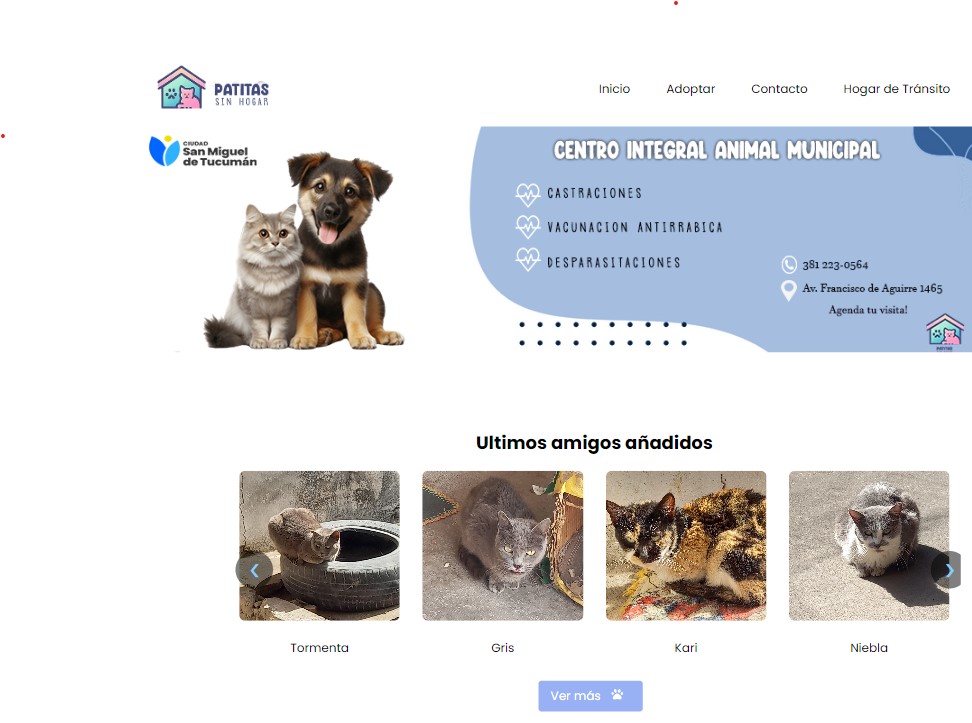 PATITAS
SIN HOGAR
Inicio
Adoptar
Contacto
Hogar de Tránsito
CIUDAD
San Miguel
de Tucumán
CENTRO INTEGRAL ANIMAL MUNICIPAL
CASTRACIONES
VACUNACION ANTIRRABICA
DESPARASITACIONES
381 223-0564
Av. Francisco de Aguirre 1465
Agenda tu visita!
PATITAS
Ultimos amigos añadidos
Tormenta
Gris
Kari
Niebla
Ver más